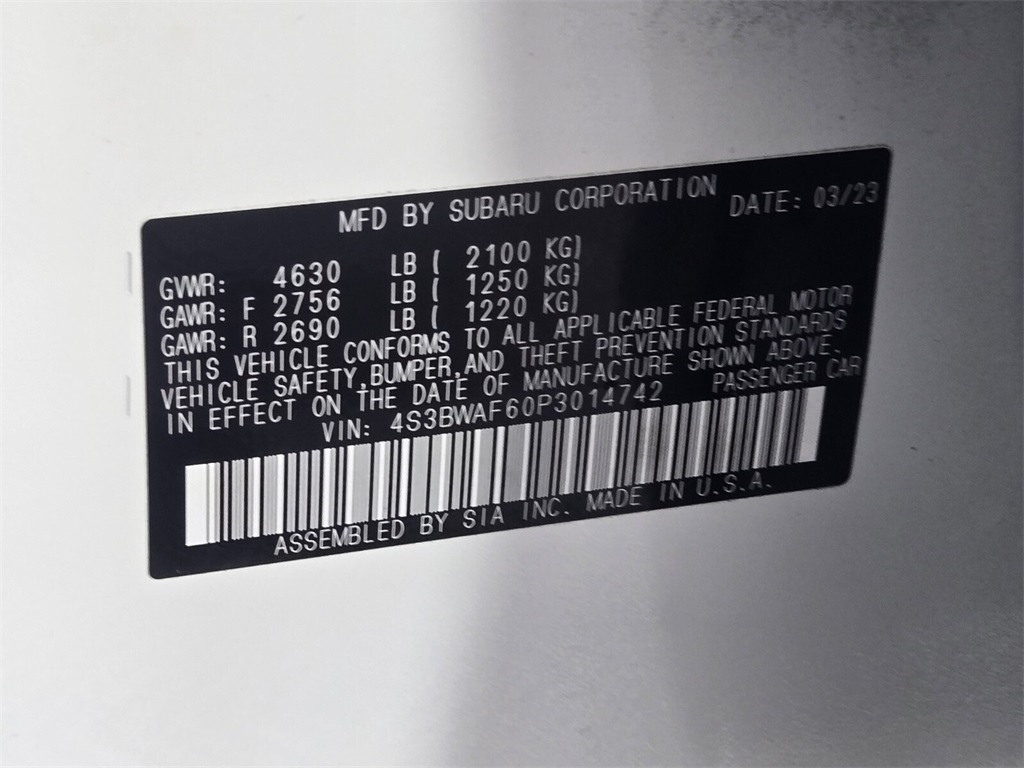 MFD BY SUBARU CORPORATION DATE: 03/23
GVWR: 4630 LB ( 2100 KG)
GAWR: F 2756 LB ( 1250 KG)
GAWR: R 2690 LB ( 1220 KG)
THIS VEHICLE CONFORMS TO ALL APPLICABLE FEDERAL MOTOR
VEHICLE SAFETY,BUMPER,AND THEFT PREVENTION STANDARDS
IN EFFECT ON THE DATE OF MANUFACTURE SHOWN ABOVE.
VIN: 4S3BWAF60P3014742 PASSENGER CAR
ASSEMBLED BY SIA INC. MADE IN U.S.A.